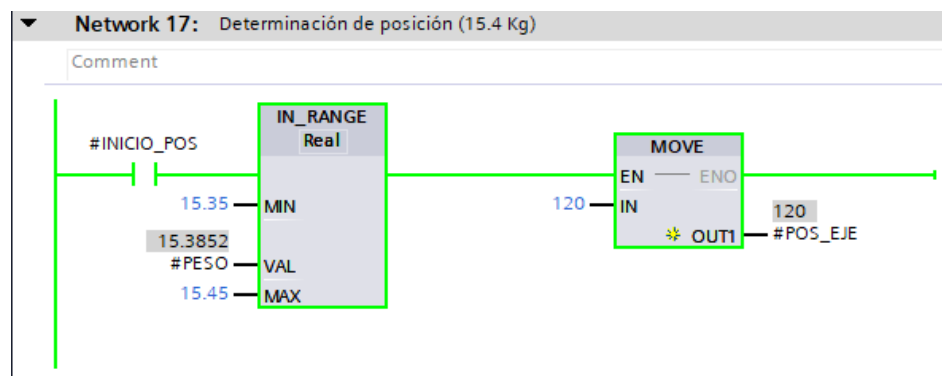 Network 17: Determinación de posición (15.4 Kg)
Comment
#INICIO_POS
IN_RANGE
Real
15.35 MIN
15.3852
#PESO VAL
15.45 MAX
MOVE
EN ENO
120 IN
120
OUT1 #POS_EJE